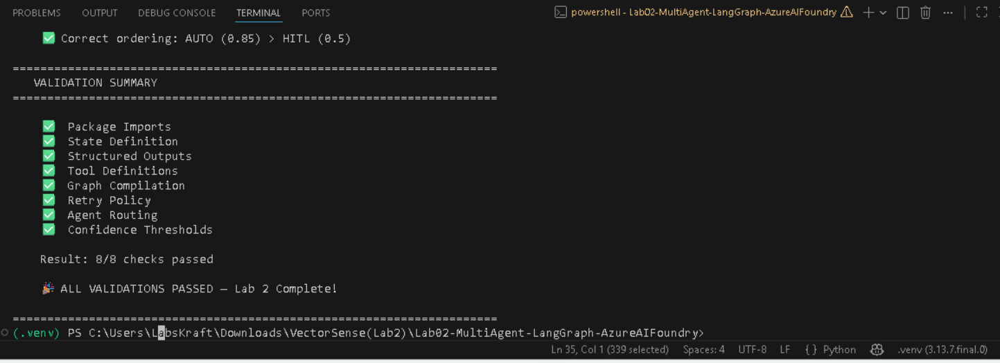 PROBLEMS OUTPUT DEBUG CONSOLE TERMINAL PORTS powershell - Lab02-MultiAgent-LangGraph-AzureAIFoundry
✅ Correct ordering: AUTO (0.85) > HITL (0.5)
======================================================================
VALIDATION SUMMARY
======================================================================
✅ Package Imports
✅ State Definition
✅ Structured Outputs
✅ Tool Definitions
✅ Graph Compilation
✅ Retry Policy
✅ Agent Routing
✅ Confidence Thresholds
Result: 8/8 checks passed
🎉 ALL VALIDATIONS PASSED — Lab 2 Complete!
======================================================================
(.venv) PS C:\Users\LabsKraft\Downloads\VectorSense(Lab2)\Lab02-MultiAgent-LangGraph-AzureAIFoundry>
Ln 35, Col 1 (339 selected) Spaces: 4 UTF-8 LF {} Python .venv (3.13.7.final.0)